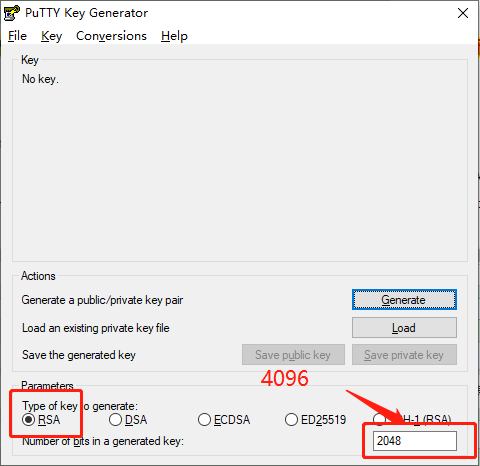 PuTTY Key Generator
File Key Conversions Help
Key
No key.
Actions
Generate a public/private key pair
Generate
Load an existing private key file
Load
Save the generated key
Save public key
Save private key
4096
Parameters
Type of key to generate:
RSA
DSA
ECDSA
ED25519
H-1 (RSA)
Number of bits in a generated key:
2048